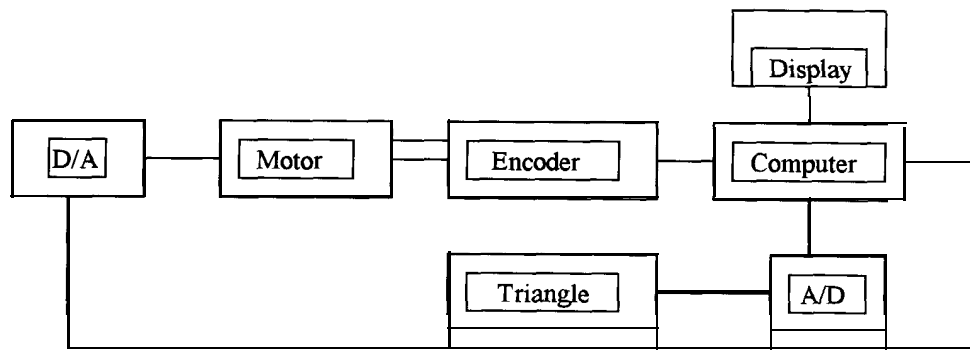 Display
D/A
Motor
Encoder
Computer
Triangle
A/D